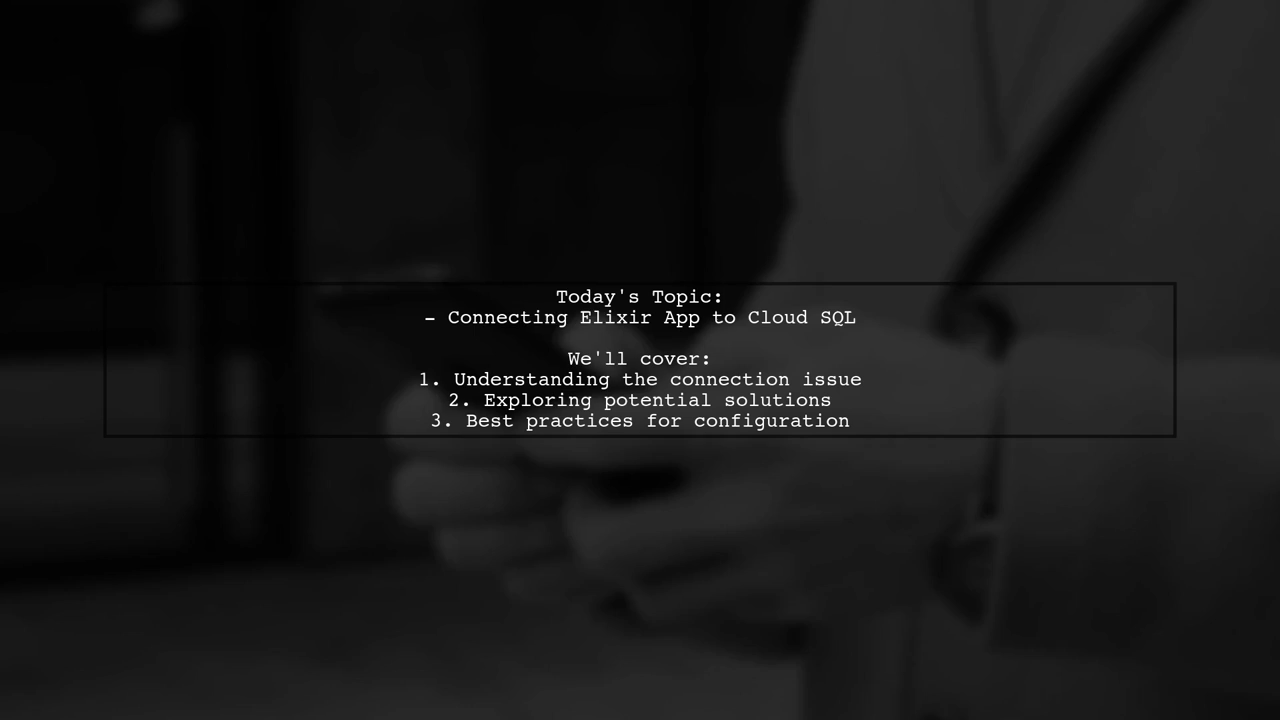 Today's Topic:
- Connecting Elixir App to Cloud SQL
We'll cover:
1. Understanding the connection issue
2. Exploring potential solutions
3. Best practices for configuration